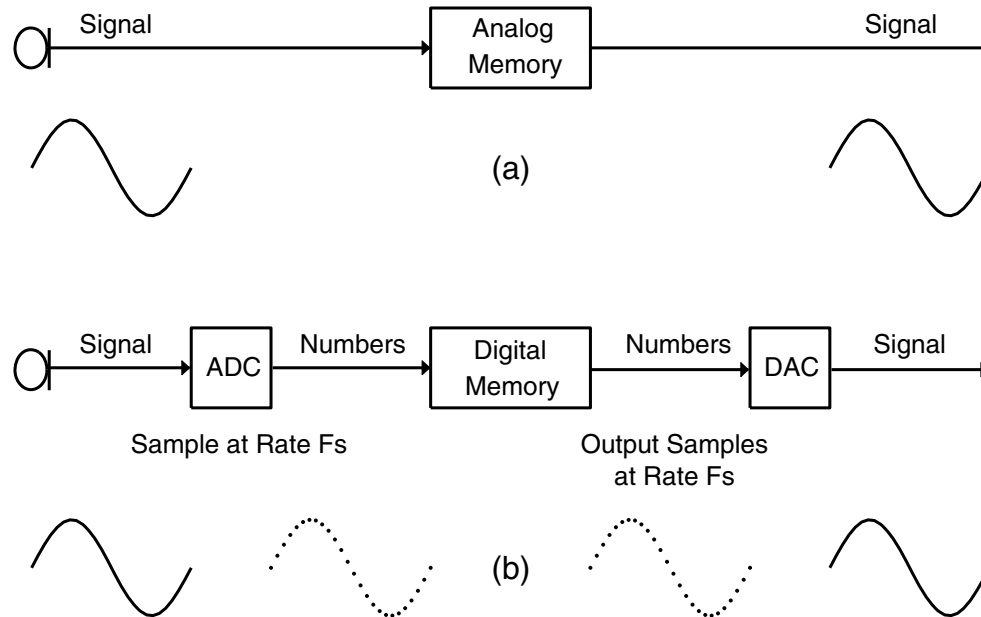 Signal
Analog
Memory
Signal
(a)
Signal
ADC
Numbers
Digital
Memory
Numbers
DAC
Signal
Sample at Rate Fs
Output Samples
at Rate Fs
(b)